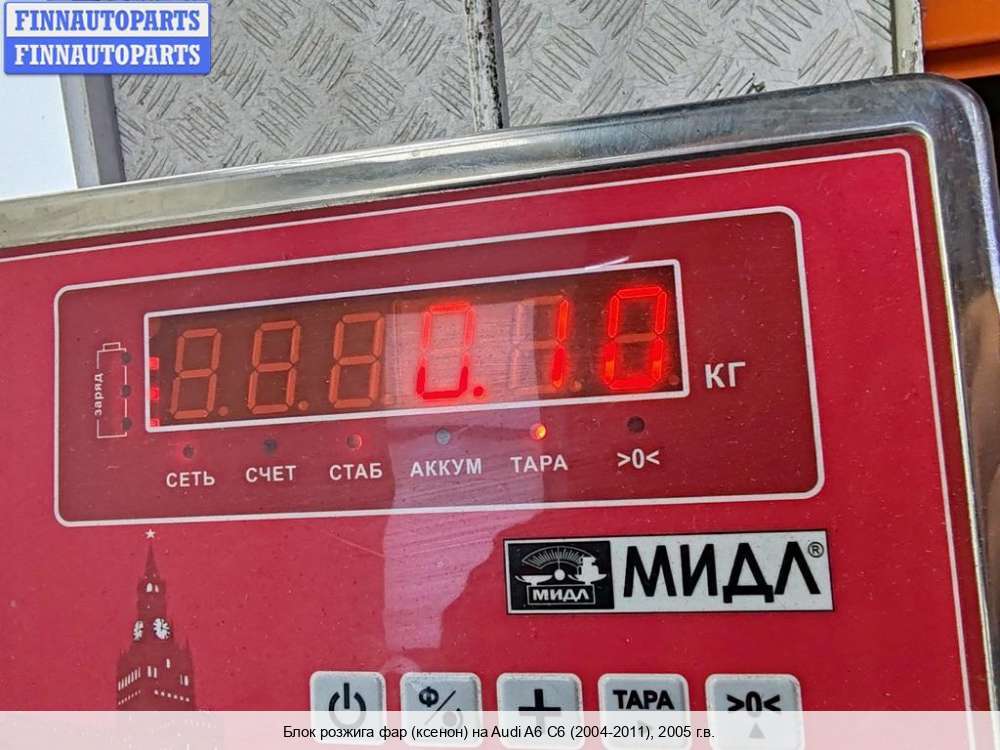 FINNAUTOPARTS
FINNAUTOPARTS
заряд
0.10
КГ
СЕТЬ СЧЕТ СТАБ АККУМ ТАРА >0<
МИДЛ
МИДЛ®
Ф/
+
ТАРА
>0<
Блок розжига фар (ксенон) на Audi A6 C6 (2004-2011), 2005 г.в.